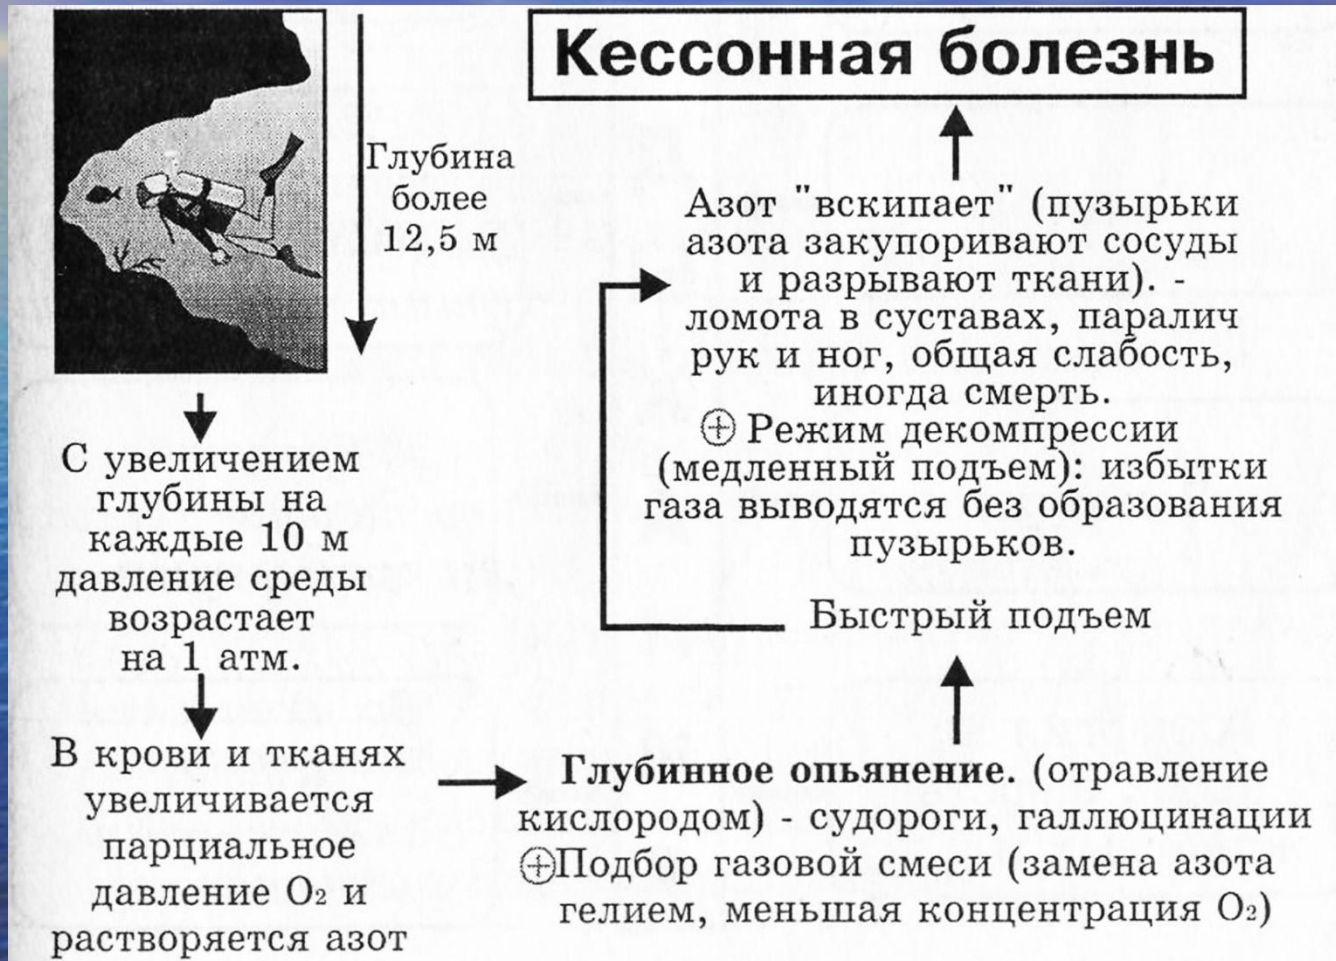 Кессонная болезнь
Глубина
более
12,5 м
С увеличением
глубины на
каждые 10 м
давление среды
возрастает
на 1 атм.
В крови и тканях
увеличивается
парциальное
давление O₂ и
растворяется азот
Глубинное опьянение. (отравление
кислородом) - судороги, галлюцинации
⊕Подбор газовой смеси (замена азота
гелием, меньшая концентрация O₂)
Быстрый подъем
Азот "вскипает " (пузырьки
азота закупоривают сосуды
и разрывают ткани). -
ломота в суставах, паралич
рук и ног, общая слабость,
иногда смерть.
⊕ Режим декомпрессии
(медленный подъем): избытки
газа выводятся без образования
пузырьков.